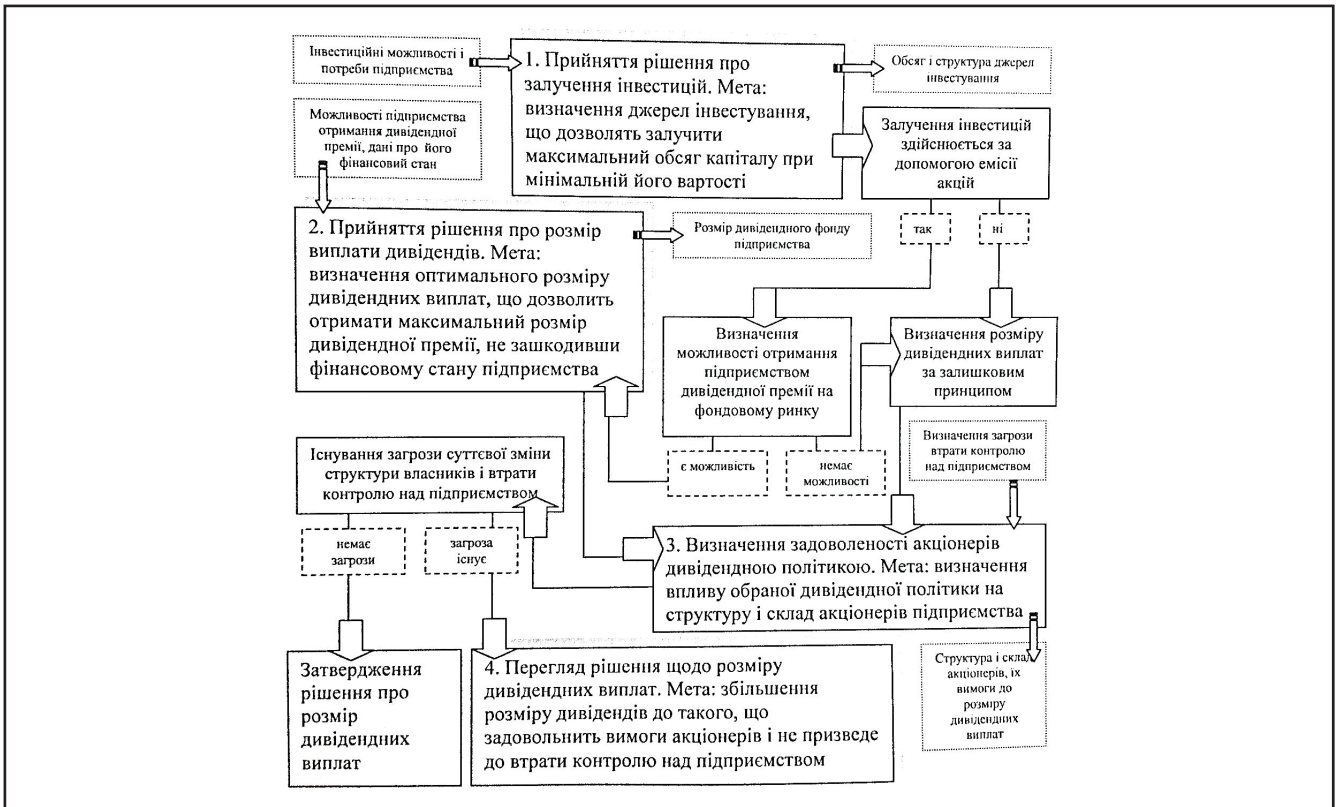 Інвестиційні можливості і
потреби підприємства
1. Прийняття рішення про
залучення інвестицій. Мета:
визначення джерел інвестування,
що дозволять залучити
максимальний обсяг капіталу при
мінімальній його вартості
Обсяг і структура джерел
інвестування
Можливості підприємства
отримання дивідендної
премії, дані про його
фінансовий стан
Залучення інвестицій
здійснюється за
допомогою емісії
акцій
так
ні
2. Прийняття рішення про розмір
виплати дивідендів. Мета:
визначення оптимального розміру
дивідендних виплат, що дозволить
отримати максимальний розмір
дивідендної премії, не зашкодивши
фінансовому стану підприємства
Розмір дивідендного фонду
підприємства
Визначення
можливості отримання
підприємством
дивідендної премії на
фондовому ринку
Визначення розміру
дивідендних виплат
за залишковим
принципом
є можливість
немає
можливості
Визначення загрози
втрати контролю
над підприємством
Існування загрози суттєвої зміни
структури власників і втрати
контролю над підприємством
немає
загрози
загроза
існує
3. Визначення задоволеності акціонерів
дивідендною політикою. Мета: визначення
впливу обраної дивідендної політики на
структуру і склад акціонерів підприємства
Затвердження
рішення про
розмір
дивідендних
виплат
4. Перегляд рішення щодо розміру
дивідендних виплат. Мета: збільшення
розміру дивідендів до такого, що
задовольнить вимоги акціонерів і не призведе
до втрати контролю над підприємством
Структура і склад
акціонерів, їх
вимоги до
розміру
дивідендних
виплат